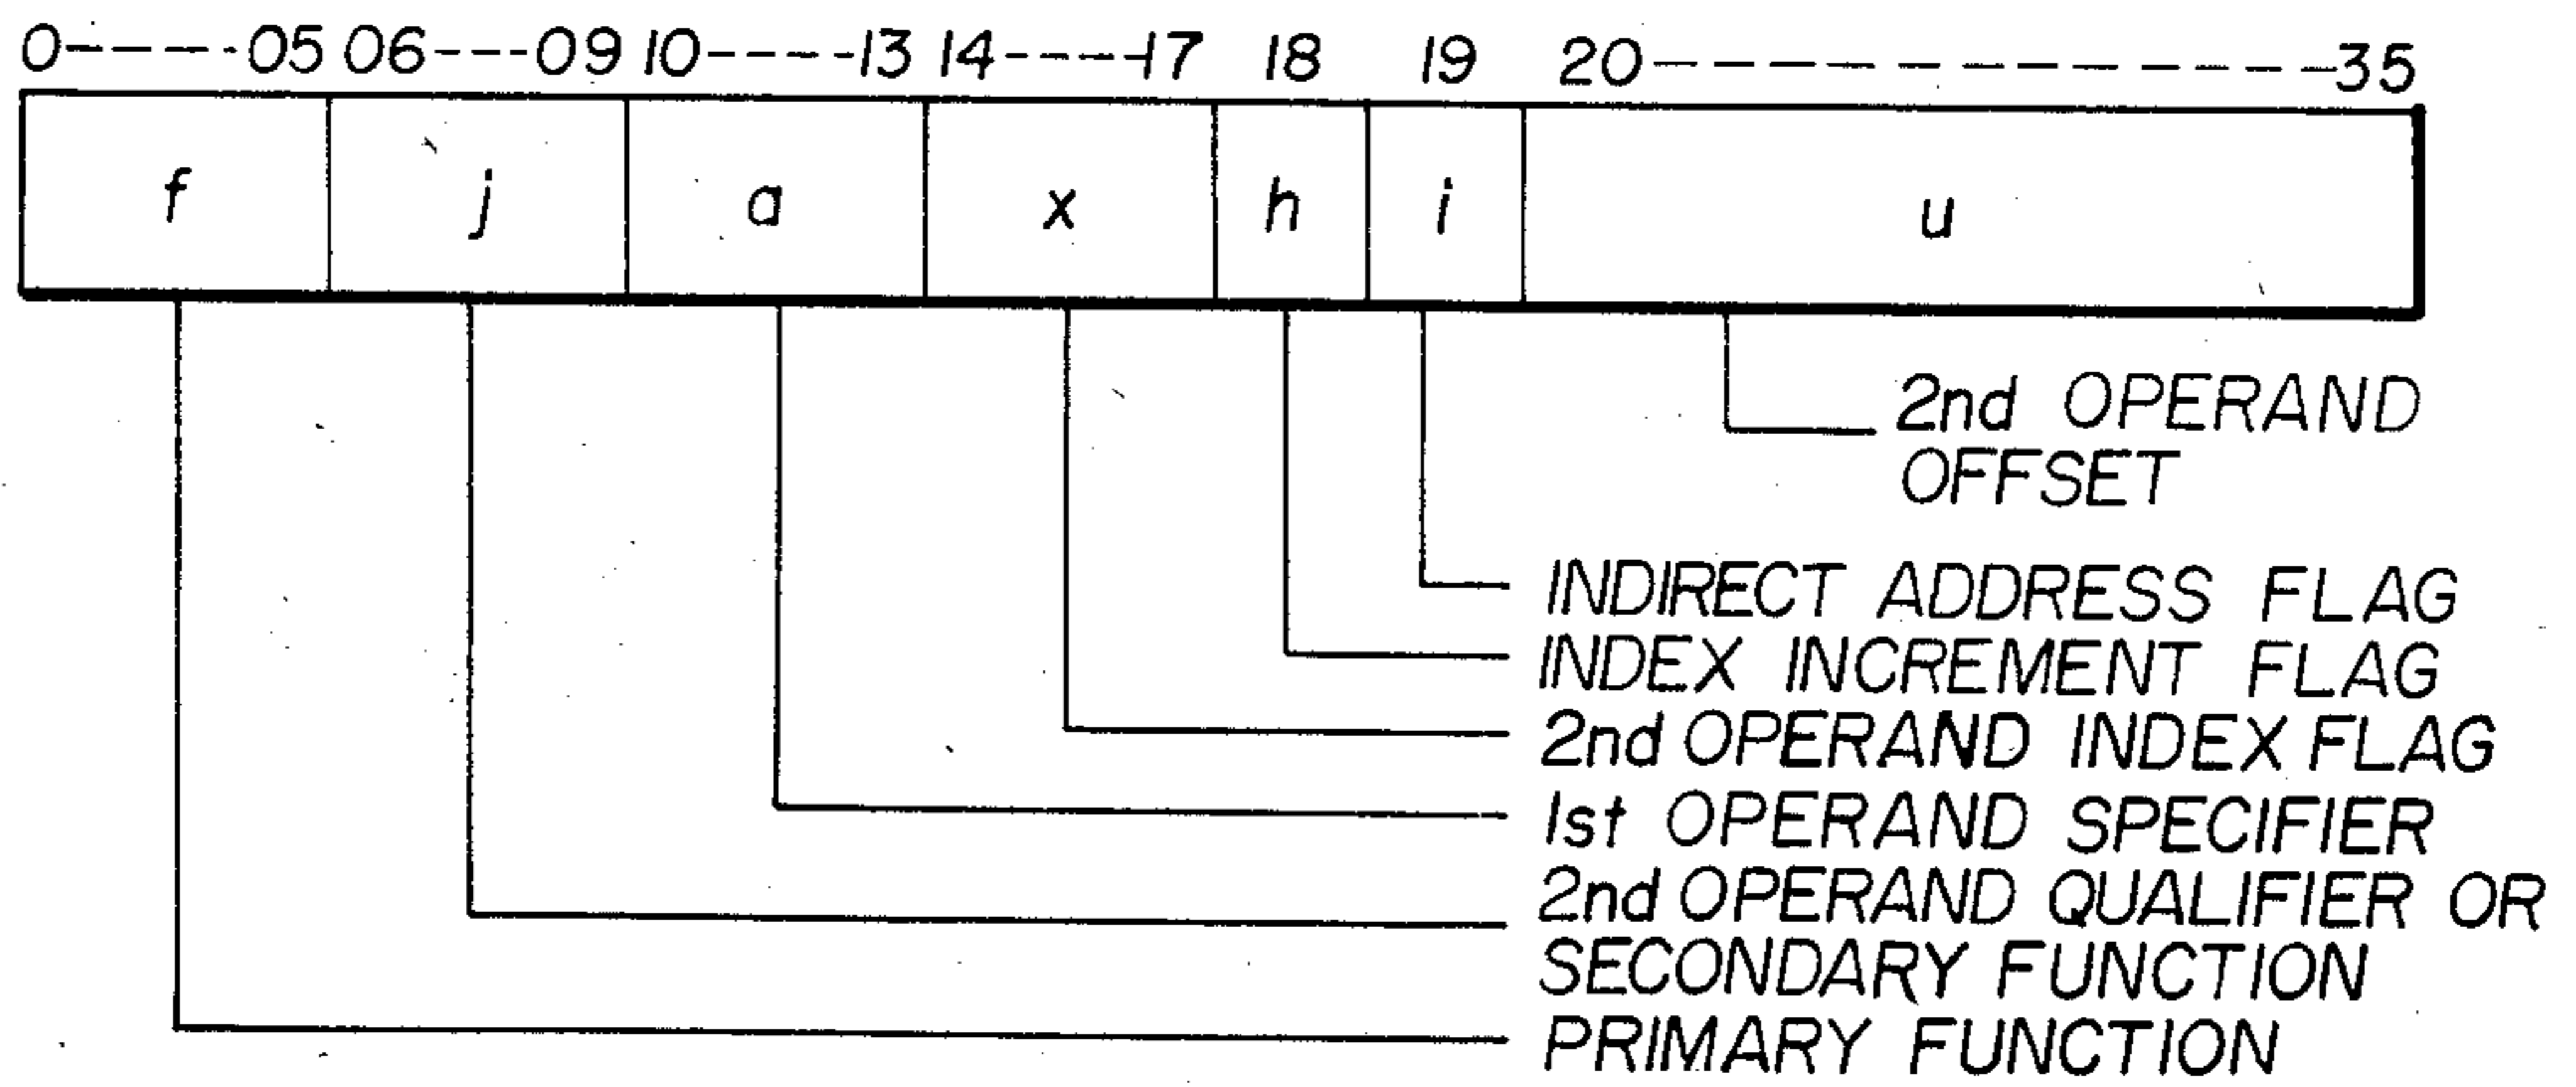 0-----05 06---09 10-----13 14----17 18 19 20-----------35
f j a x h i u
2nd OPERAND
OFFSET
INDIRECT ADDRESS FLAG
INDEX INCREMENT FLAG
2nd OPERAND INDEX FLAG
1st OPERAND SPECIFIER
2nd OPERAND QUALIFIER OR
SECONDARY FUNCTION
PRIMARY FUNCTION